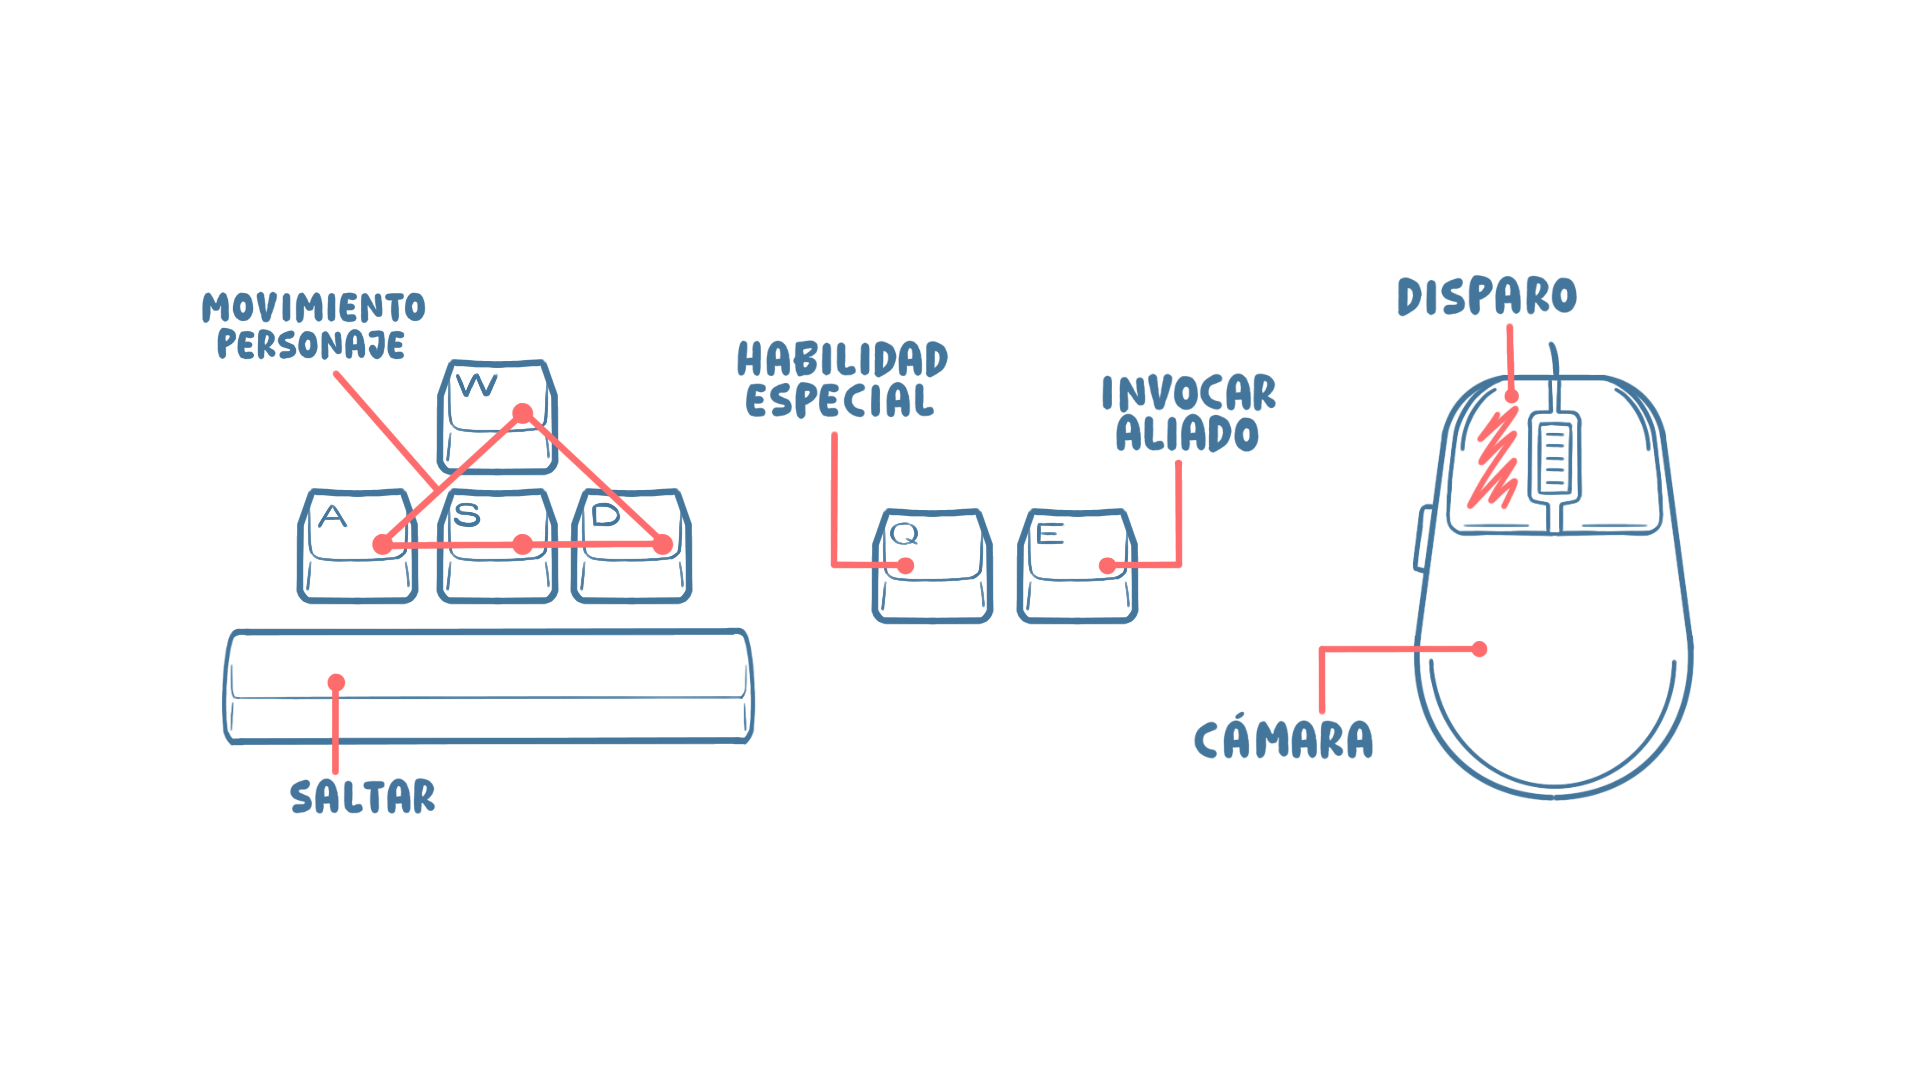 MOVIMIENTO
PERSONAJE
W
A
S
D
SALTAR
HABILIDAD
ESPECIAL
Q
INVOCAR
ALIADO
E
DISPARO
CÁMARA